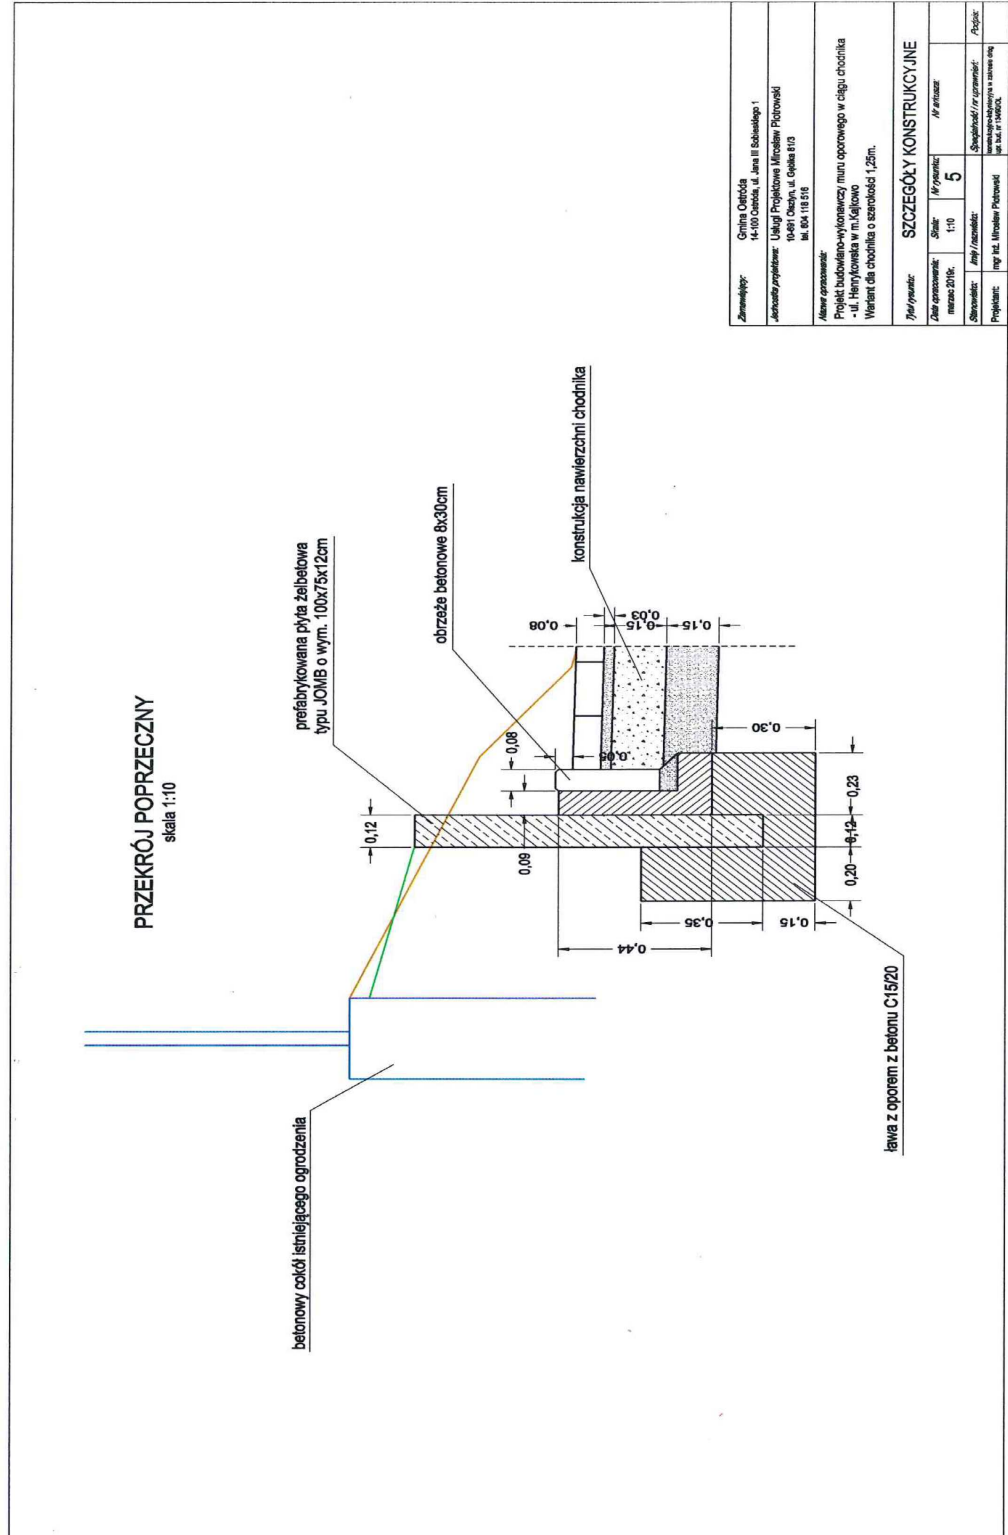 PRZEKRÓJ POPRZECZNY
skala 1:10
betonowy cokół istniejącego ogrodzenia
prefabrykowana płyta żelbetowa
typu JOMB o wym. 100x75x12cm
obrzeże betonowe 8x30cm
konstrukcja nawierzchni chodnika
ława z oporem z betonu C15/20
0,12
0,08
0,05
0,09
0,08
0,03
0,15
0,15
0,30
0,44
0,35
0,15
0,20
0,12
0,23
Zamawiający:
Gmina Ostróda
14-100 Ostróda, ul. Jana III Sobieskiego 1
Jednostka projektowa:
Usługi Projektowe Mirosław Piotrowski
10-691 Olsztyn, ul. Gębika 81/3
tel. 604 118 516
Nazwa opracowania:
Projekt budowlano-wykonawczy muru oporowego w ciągu chodnika
- ul. Henrykowska w m.Kajkowo
Wariant dla chodnika o szerokości 1,25m.
Tytuł rysunku:
SZCZEGÓŁY KONSTRUKCYJNE
Data opracowania:
marzec 2019r.
Skala:
1:10
Nr rysunku:
5
Nr arkusza:
Stanowisko:
Imię i nazwisko:
Specjalność / nr uprawnień:
Podpis:
Projektant:
mgr inż. Mirosław Piotrowski